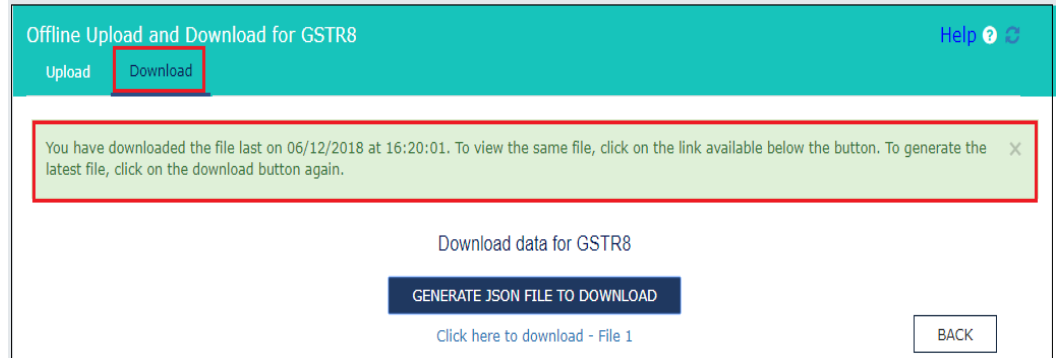 Offline Upload and Download for GSTR8
Help ?
Upload Download
You have downloaded the file last on 06/12/2018 at 16:20:01. To view the same file, click on the link available below the button. To generate the X
latest file, click on the download button again.
Download data for GSTR8
GENERATE JSON FILE TO DOWNLOAD
Click here to download - File 1
BACK